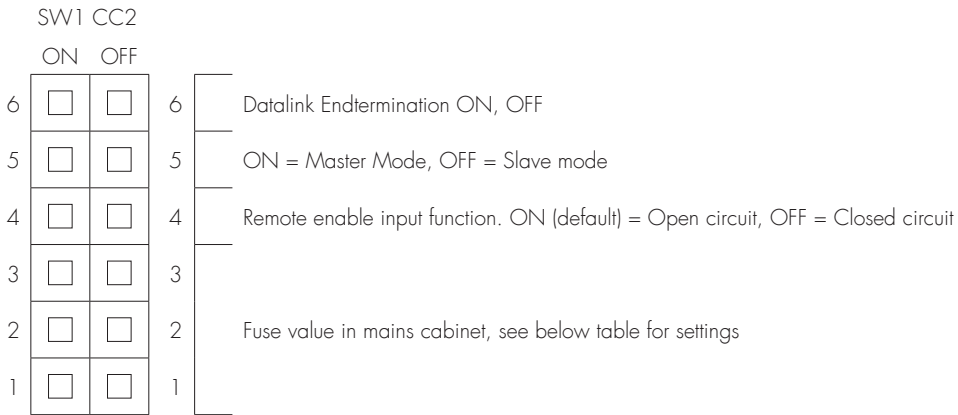 SW1 CC2
ON OFF
6 6 Datalink Endtermination ON, OFF
5 5 ON = Master Mode, OFF = Slave mode
4 4 Remote enable input function. ON (default) = Open circuit, OFF = Closed circuit
3 3
2 2 Fuse value in mains cabinet, see below table for settings
1 1